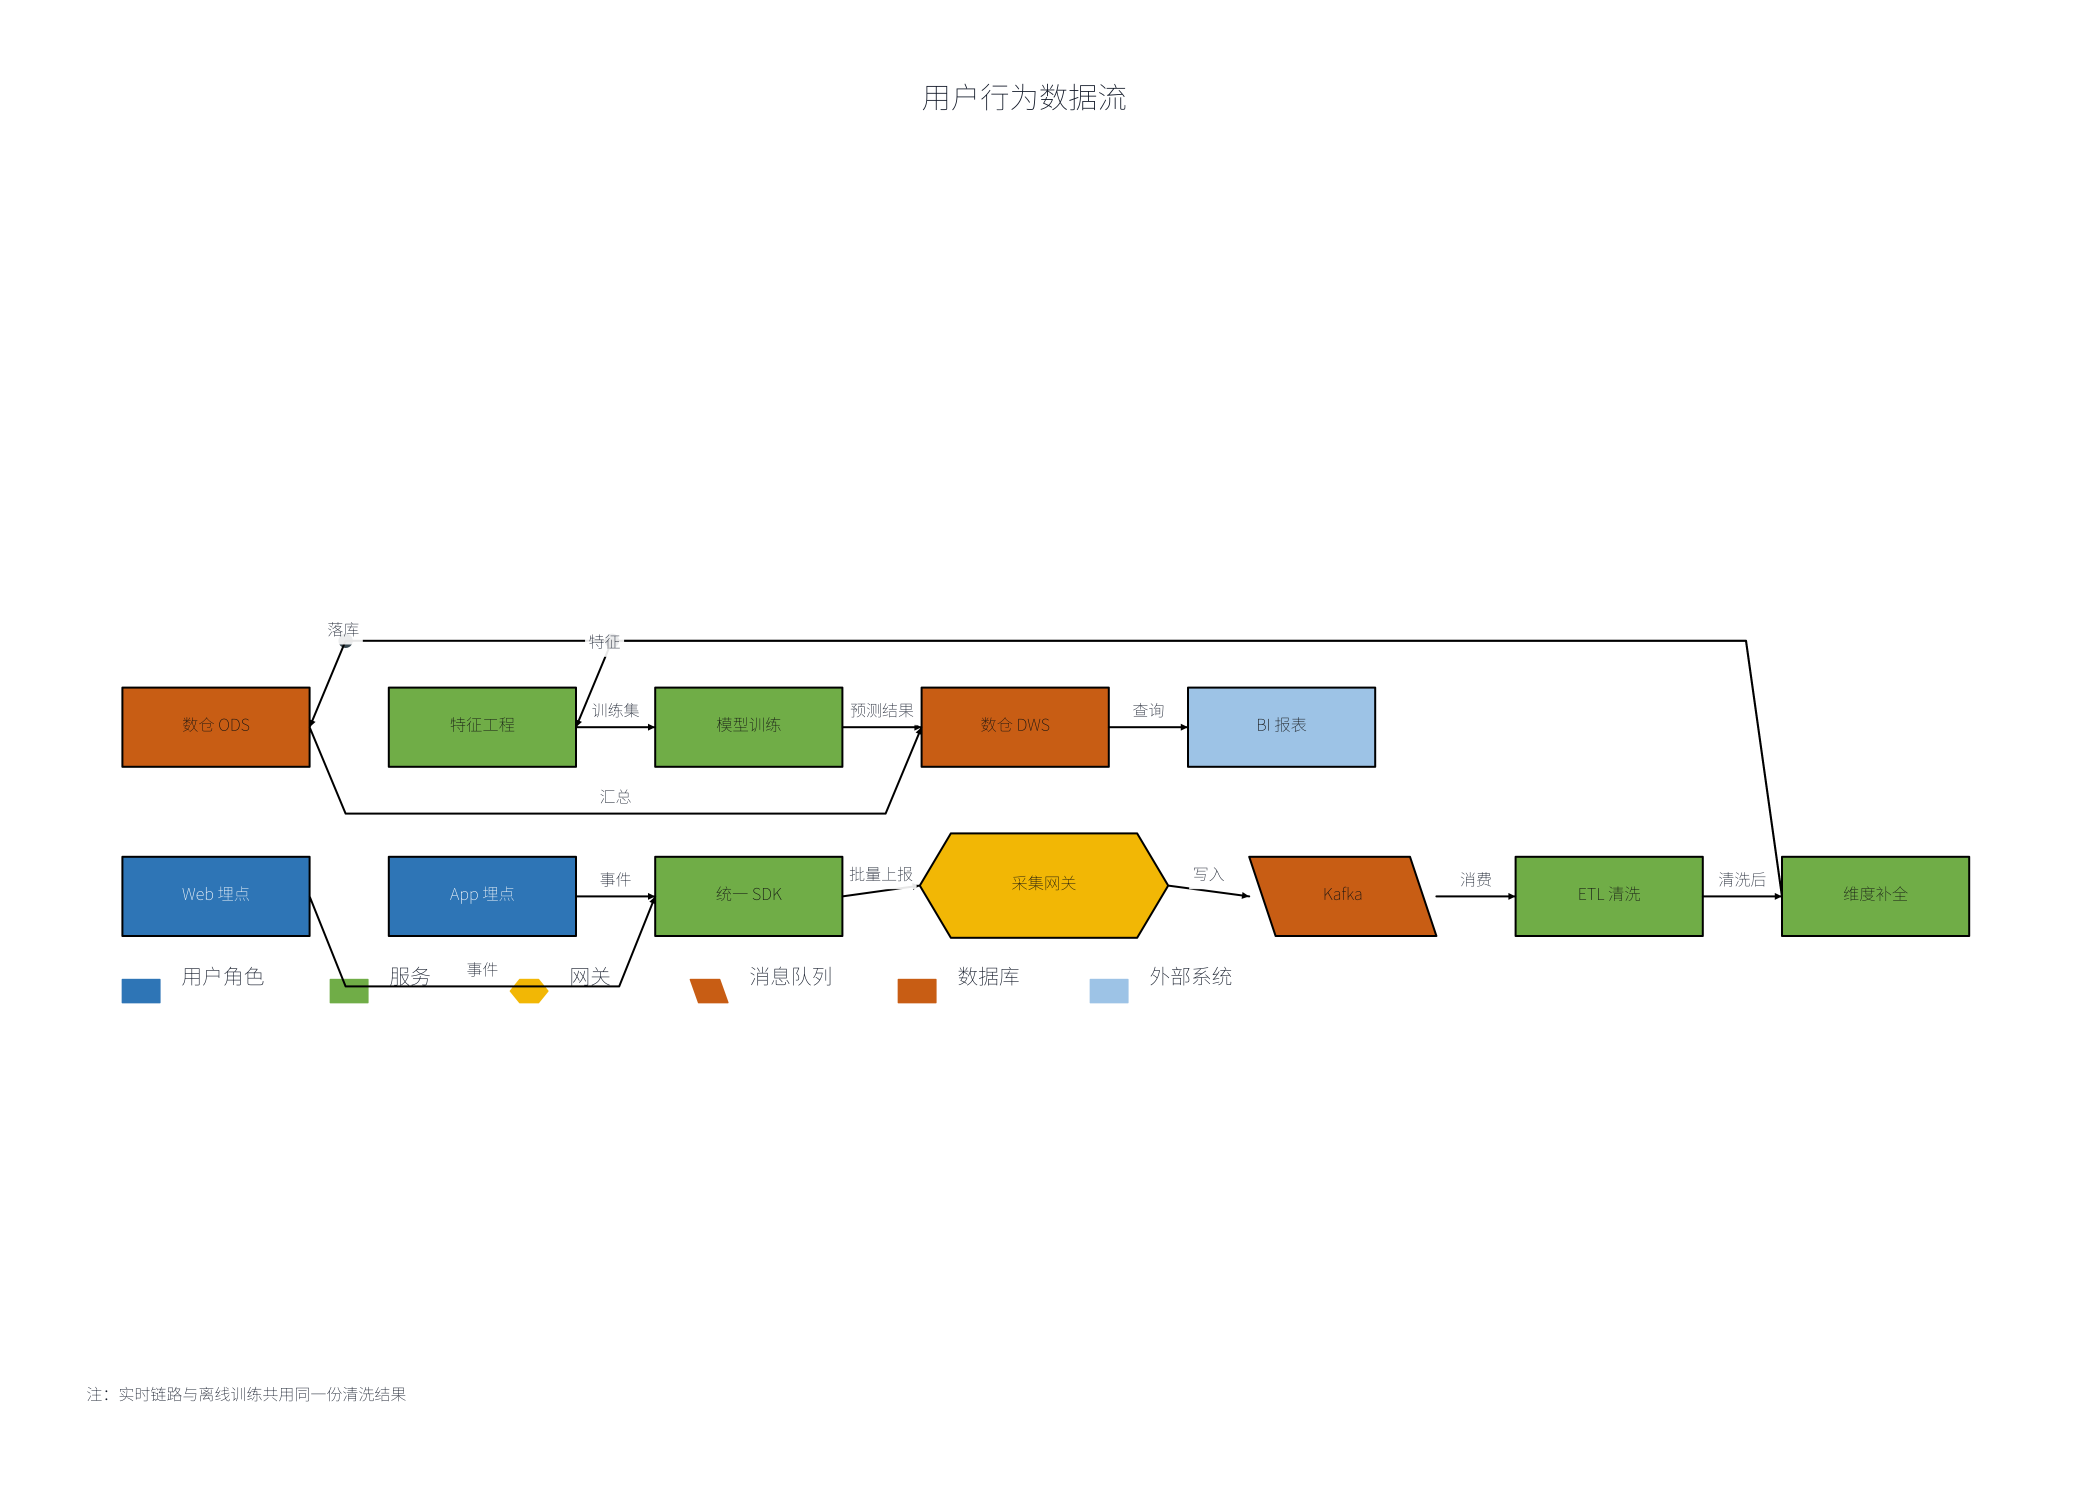 用户行为数据流
落库
特征
数仓 ODS
特征工程
训练集
模型训练
预测结果
数仓 DWS
查询
BI 报表
汇总
Web 埋点
App 埋点
事件
统一 SDK
批量上报
采集网关
写入
Kafka
消费
ETL 清洗
清洗后
维度补全
事件
用户角色
服务
网关
消息队列
数据库
外部系统
注：实时链路与离线训练共用同一份清洗结果